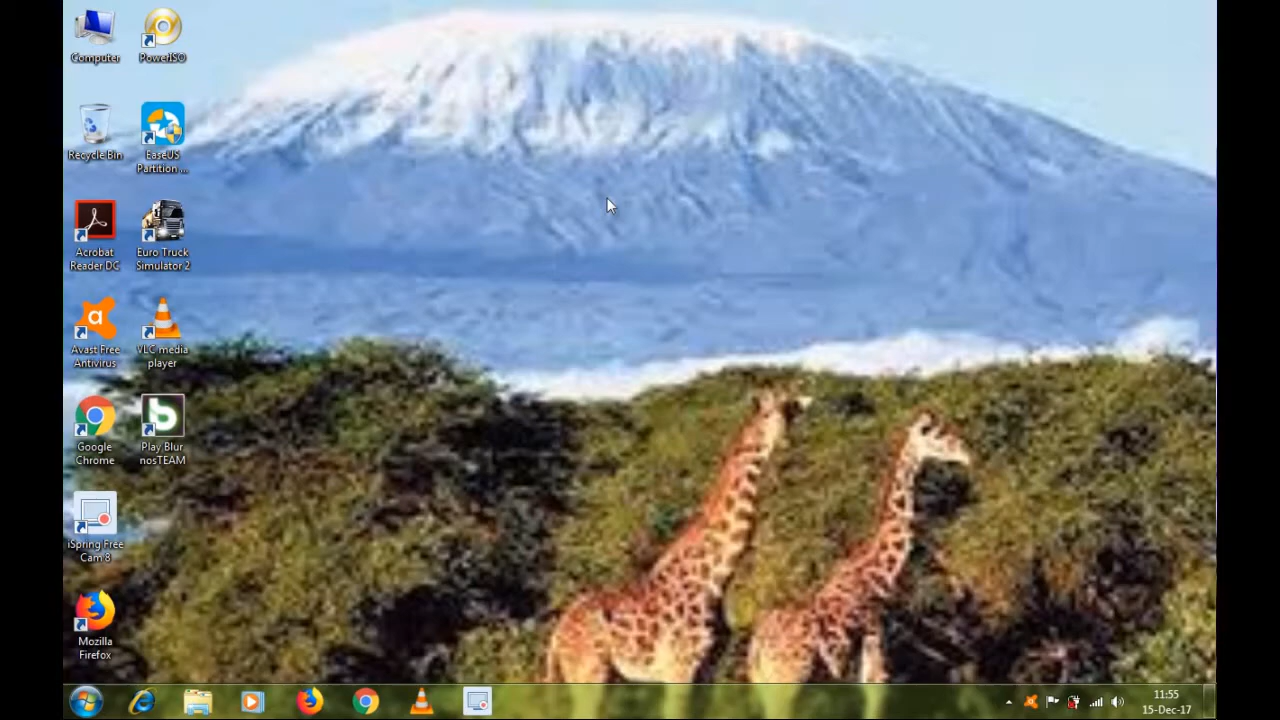 Computer
PowerISO
Recycle Bin
EaseUS
Partition ...
Acrobat
Reader DC
Euro Truck
Simulator 2
Avast Free
Antivirus
VLC media
player
Google
Chrome
Play Blur
nosTEAM
iSpring Free
Cam 8
Mozilla
Firefox
11:55
15-Dec-17